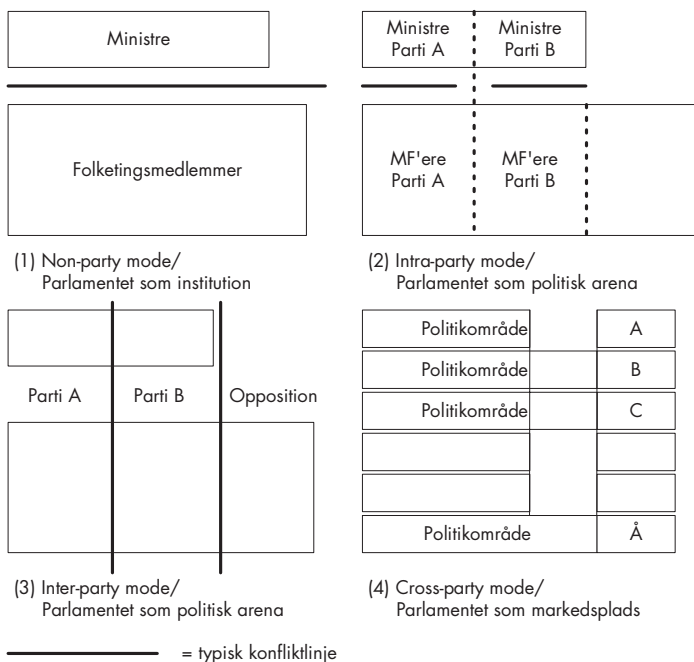 Ministre
Folketingsmedlemmer
(1) Non-party mode/
Parlamentet som institution
Ministre Ministre
Parti A Parti B
MF'ere MF'ere
Parti A Parti B
(2) Intra-party mode/
Parlamentet som politisk arena
Parti A Parti B Opposition
(3) Inter-party mode/
Parlamentet som politisk arena
Politikområde A
Politikområde B
Politikområde C
Politikområde Å
(4) Cross-party mode/
Parlamentet som markedsplads
= typisk konfliktlinje